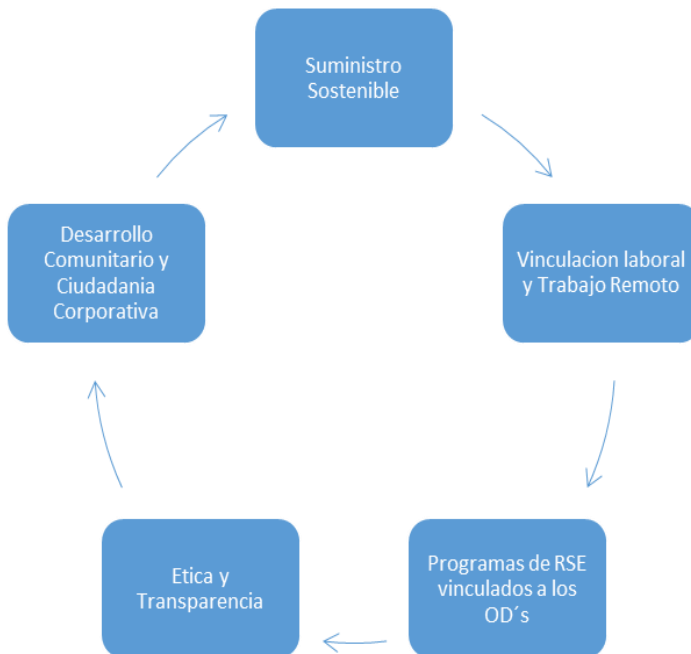 Suministro
Sostenible
Vinculacion laboral
y Trabajo Remoto
Programas de RSE
vinculados a los
OD´s
Etica y
Transparencia
Desarrollo
Comunitario y
Ciudadania
Corporativa